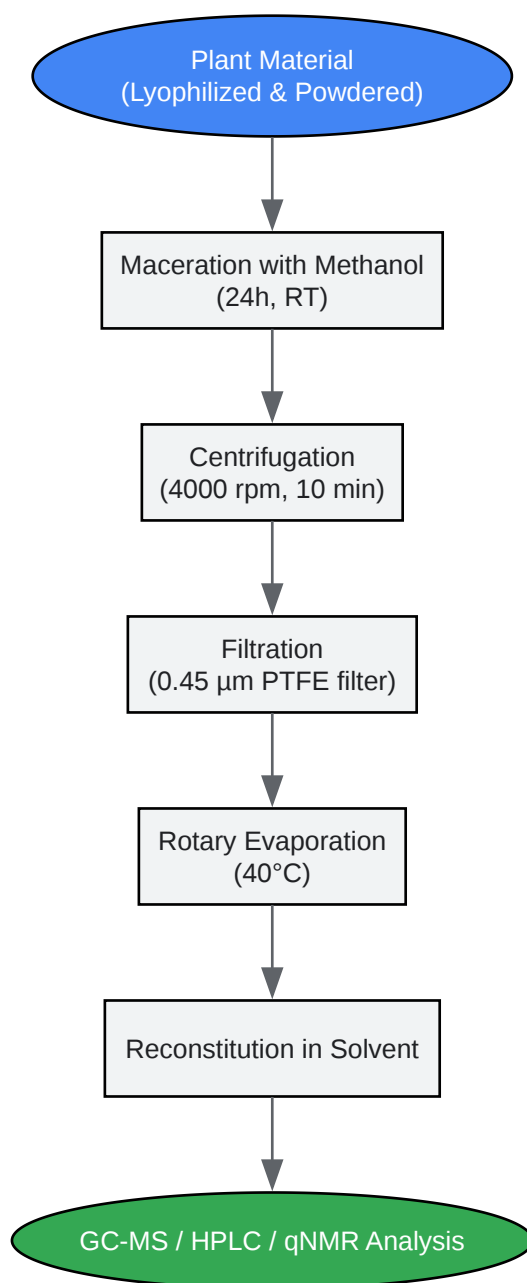 Plant Material
(Lyophilized & Powdered)
Maceration with Methanol
(24h, RT)
Centrifugation
(4000 rpm, 10 min)
Filtration
(0.45 µm PTFE filter)
Rotary Evaporation
(40°C)
Reconstitution in Solvent
GC-MS / HPLC / qNMR Analysis